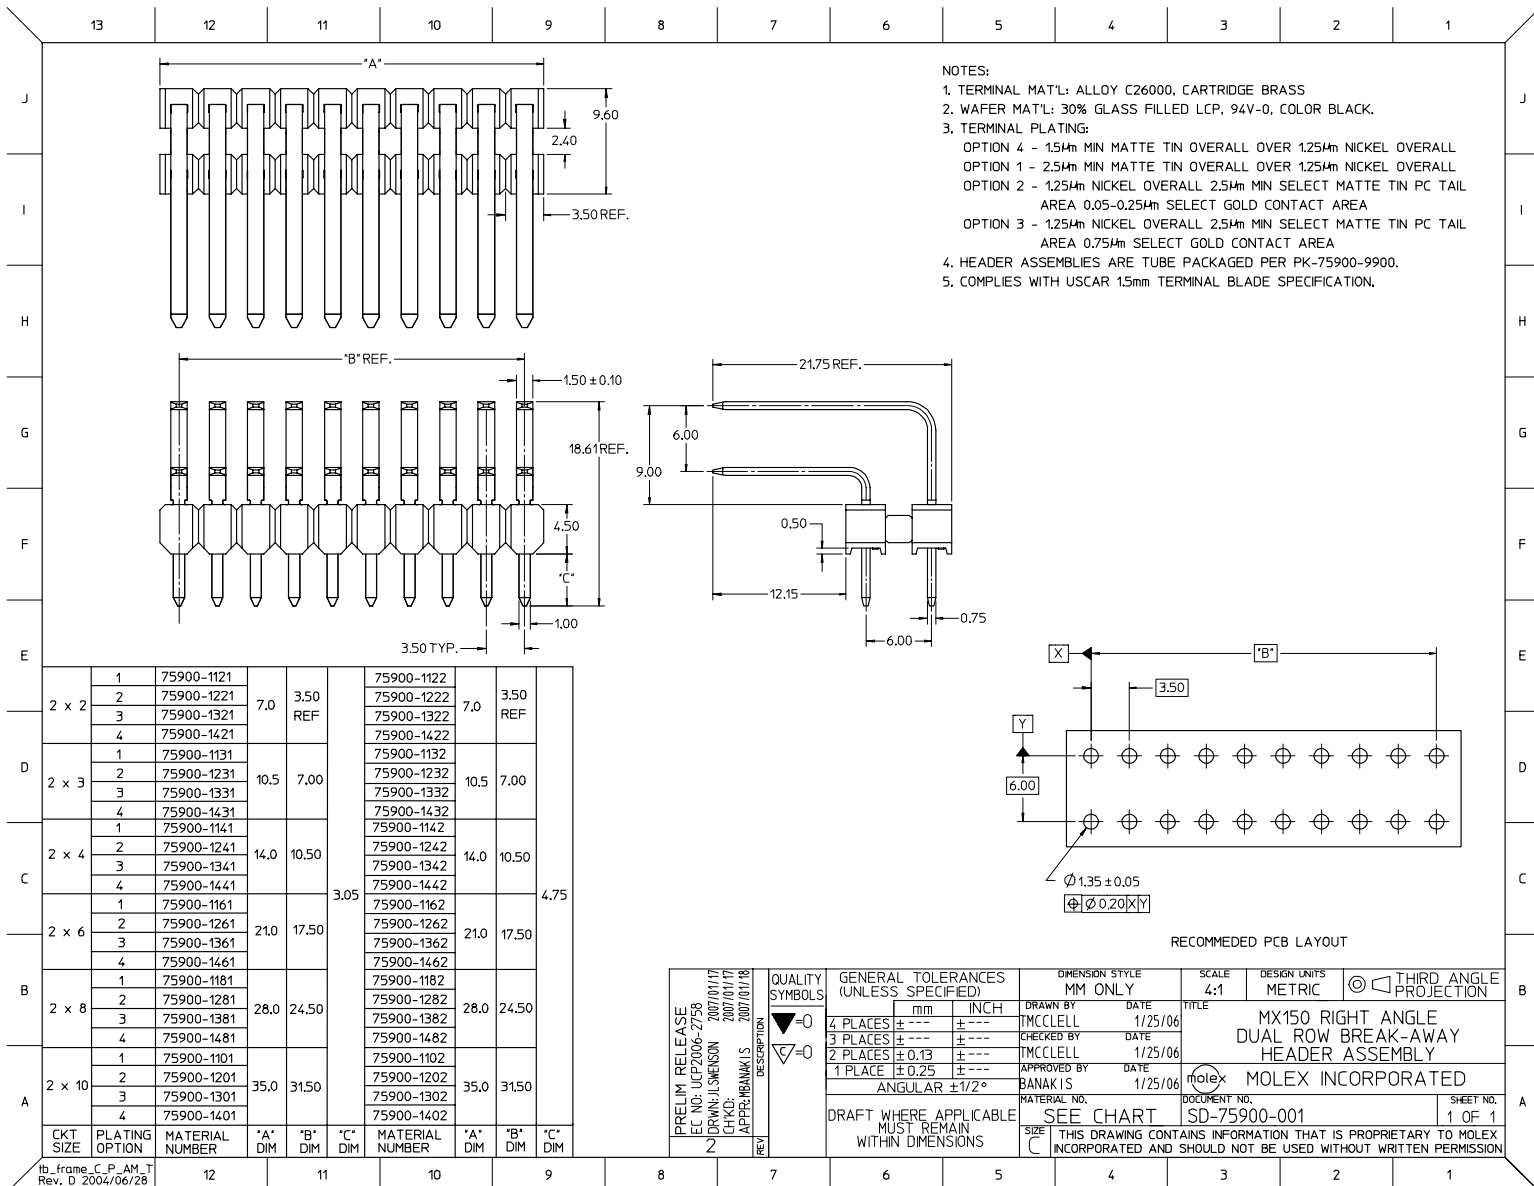 13 12 11 10 9 8 7 6 5 4 3 2 1
J
I
H
G
F
E
D
C
B
A
"A"
9.60
2.40
3.50 REF.
"B" REF.
1.50 ±0.10
18.61 REF.
4.50
"C"
1.00
3.50 TYP.
21.75 REF.
6.00
9.00
0.50
12.15
0.75
6.00
NOTES:
1. TERMINAL MAT'L: ALLOY C26000, CARTRIDGE BRASS
2. WAFER MAT'L: 30% GLASS FILLED LCP, 94V-0, COLOR BLACK.
3. TERMINAL PLATING:
OPTION 4 - 1.5µm MIN MATTE TIN OVERALL OVER 1.25µm NICKEL OVERALL
OPTION 1 - 2.5µm MIN MATTE TIN OVERALL OVER 1.25µm NICKEL OVERALL
OPTION 2 - 1.25µm NICKEL OVERALL 2.5µm MIN SELECT MATTE TIN PC TAIL
AREA 0.05-0.25µm SELECT GOLD CONTACT AREA
OPTION 3 - 1.25µm NICKEL OVERALL 2.5µm MIN SELECT MATTE TIN PC TAIL
AREA 0.75µm SELECT GOLD CONTACT AREA
4. HEADER ASSEMBLIES ARE TUBE PACKAGED PER PK-75900-9900.
5. COMPLIES WITH USCAR 1.5mm TERMINAL BLADE SPECIFICATION.
X "B"
3.50
Y
6.00
Ø1.35 ±0.05
⌖ Ø 0.20 X Y
RECOMMEDED PCB LAYOUT
2 x 2 1 75900-1121 7.0 3.50 REF 3.05 75900-1122 7.0 3.50 REF 4.75
2 75900-1221 75900-1222
3 75900-1321 75900-1322
4 75900-1421 75900-1422
2 x 3 1 75900-1131 10.5 7.00 75900-1132 10.5 7.00
2 75900-1231 75900-1232
3 75900-1331 75900-1332
4 75900-1431 75900-1432
2 x 4 1 75900-1141 14.0 10.50 75900-1142 14.0 10.50
2 75900-1241 75900-1242
3 75900-1341 75900-1342
4 75900-1441 75900-1442
2 x 6 1 75900-1161 21.0 17.50 75900-1162 21.0 17.50
2 75900-1261 75900-1262
3 75900-1361 75900-1362
4 75900-1461 75900-1462
2 x 8 1 75900-1181 28.0 24.50 75900-1182 28.0 24.50
2 75900-1281 75900-1282
3 75900-1381 75900-1382
4 75900-1481 75900-1482
2 x 10 1 75900-1101 35.0 31.50 75900-1102 35.0 31.50
2 75900-1201 75900-1202
3 75900-1301 75900-1302
4 75900-1401 75900-1402
CKT SIZE PLATING OPTION MATERIAL NUMBER "A" DIM "B" DIM "C" DIM MATERIAL NUMBER "A" DIM "B" DIM "C" DIM
PRELIM RELEASE
EC NO: UCP2006-2758
DRWN:JLSWENSON 2007/01/17
CH'KD: 2007/01/17
APPR:MBANAKIS 2007/01/18
2
REV DESCRIPTION
QUALITY SYMBOLS
▼=0
C=0
GENERAL TOLERANCES
(UNLESS SPECIFIED)
mm INCH
4 PLACES ±--- ±---
3 PLACES ±--- ±---
2 PLACES ±0.13 ±---
1 PLACE ±0.25 ±---
ANGULAR ±1/2°
DRAFT WHERE APPLICABLE
MUST REMAIN
WITHIN DIMENSIONS
DIMENSION STYLE
MM ONLY
SCALE
4:1
DESIGN UNITS
METRIC
THIRD ANGLE
PROJECTION
DRAWN BY DATE
TMCCLELL 1/25/06
CHECKED BY DATE
TMCCLELL 1/25/06
APPROVED BY DATE
BANAKIS 1/25/06
TITLE
MX150 RIGHT ANGLE
DUAL ROW BREAK-AWAY
HEADER ASSEMBLY
molex MOLEX INCORPORATED
MATERIAL NO.
SEE CHART
DOCUMENT NO.
SD-75900-001
SHEET NO.
1 OF 1
SIZE
C
THIS DRAWING CONTAINS INFORMATION THAT IS PROPRIETARY TO MOLEX
INCORPORATED AND SHOULD NOT BE USED WITHOUT WRITTEN PERMISSION
tb_frame_C_P_AM_T
Rev. D 2004/06/28
12 11 10 9 8 7 6 5 4 3 2 1
J
I
H
G
F
E
D
C
B
A